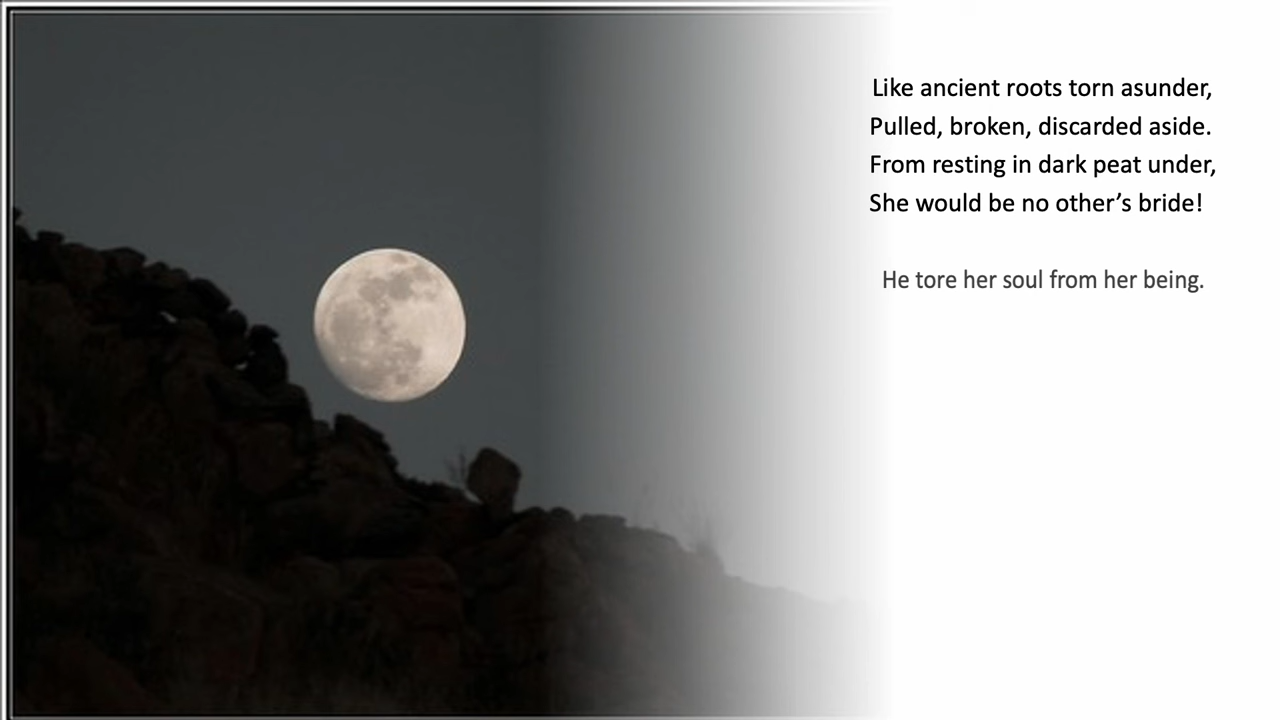 Like ancient roots torn asunder,
Pulled, broken, discarded aside.
From resting in dark peat under,
She would be no other’s bride!
He tore her soul from her being.